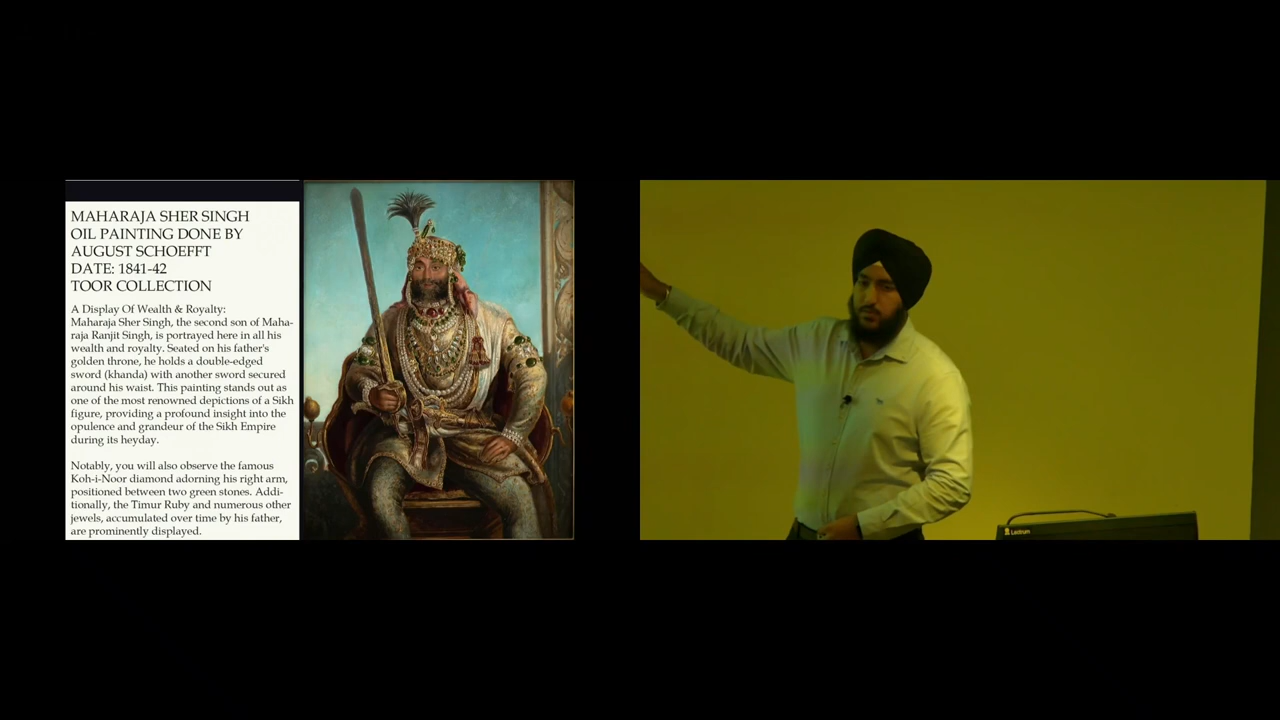 MAHARAJA SHER SINGH
OIL PAINTING DONE BY
AUGUST SCHOEFFT
DATE: 1841-42
TOOR COLLECTION
A Display Of Wealth & Royalty:
Maharaja Sher Singh, the second son of Maha-
raja Ranjit Singh, is portrayed here in all his
wealth and royalty. Seated on his father's
golden throne, he holds a double-edged
sword (khanda) with another sword secured
around his waist. This painting stands out as
one of the most renowned depictions of a Sikh
figure, providing a profound insight into the
opulence and grandeur of the Sikh Empire
during its heyday.
Notably, you will also observe the famous
Koh-i-Noor diamond adorning his right arm,
positioned between two green stones. Addi-
tionally, the Timur Ruby and numerous other
jewels, accumulated over time by his father,
are prominently displayed.
Lectrum